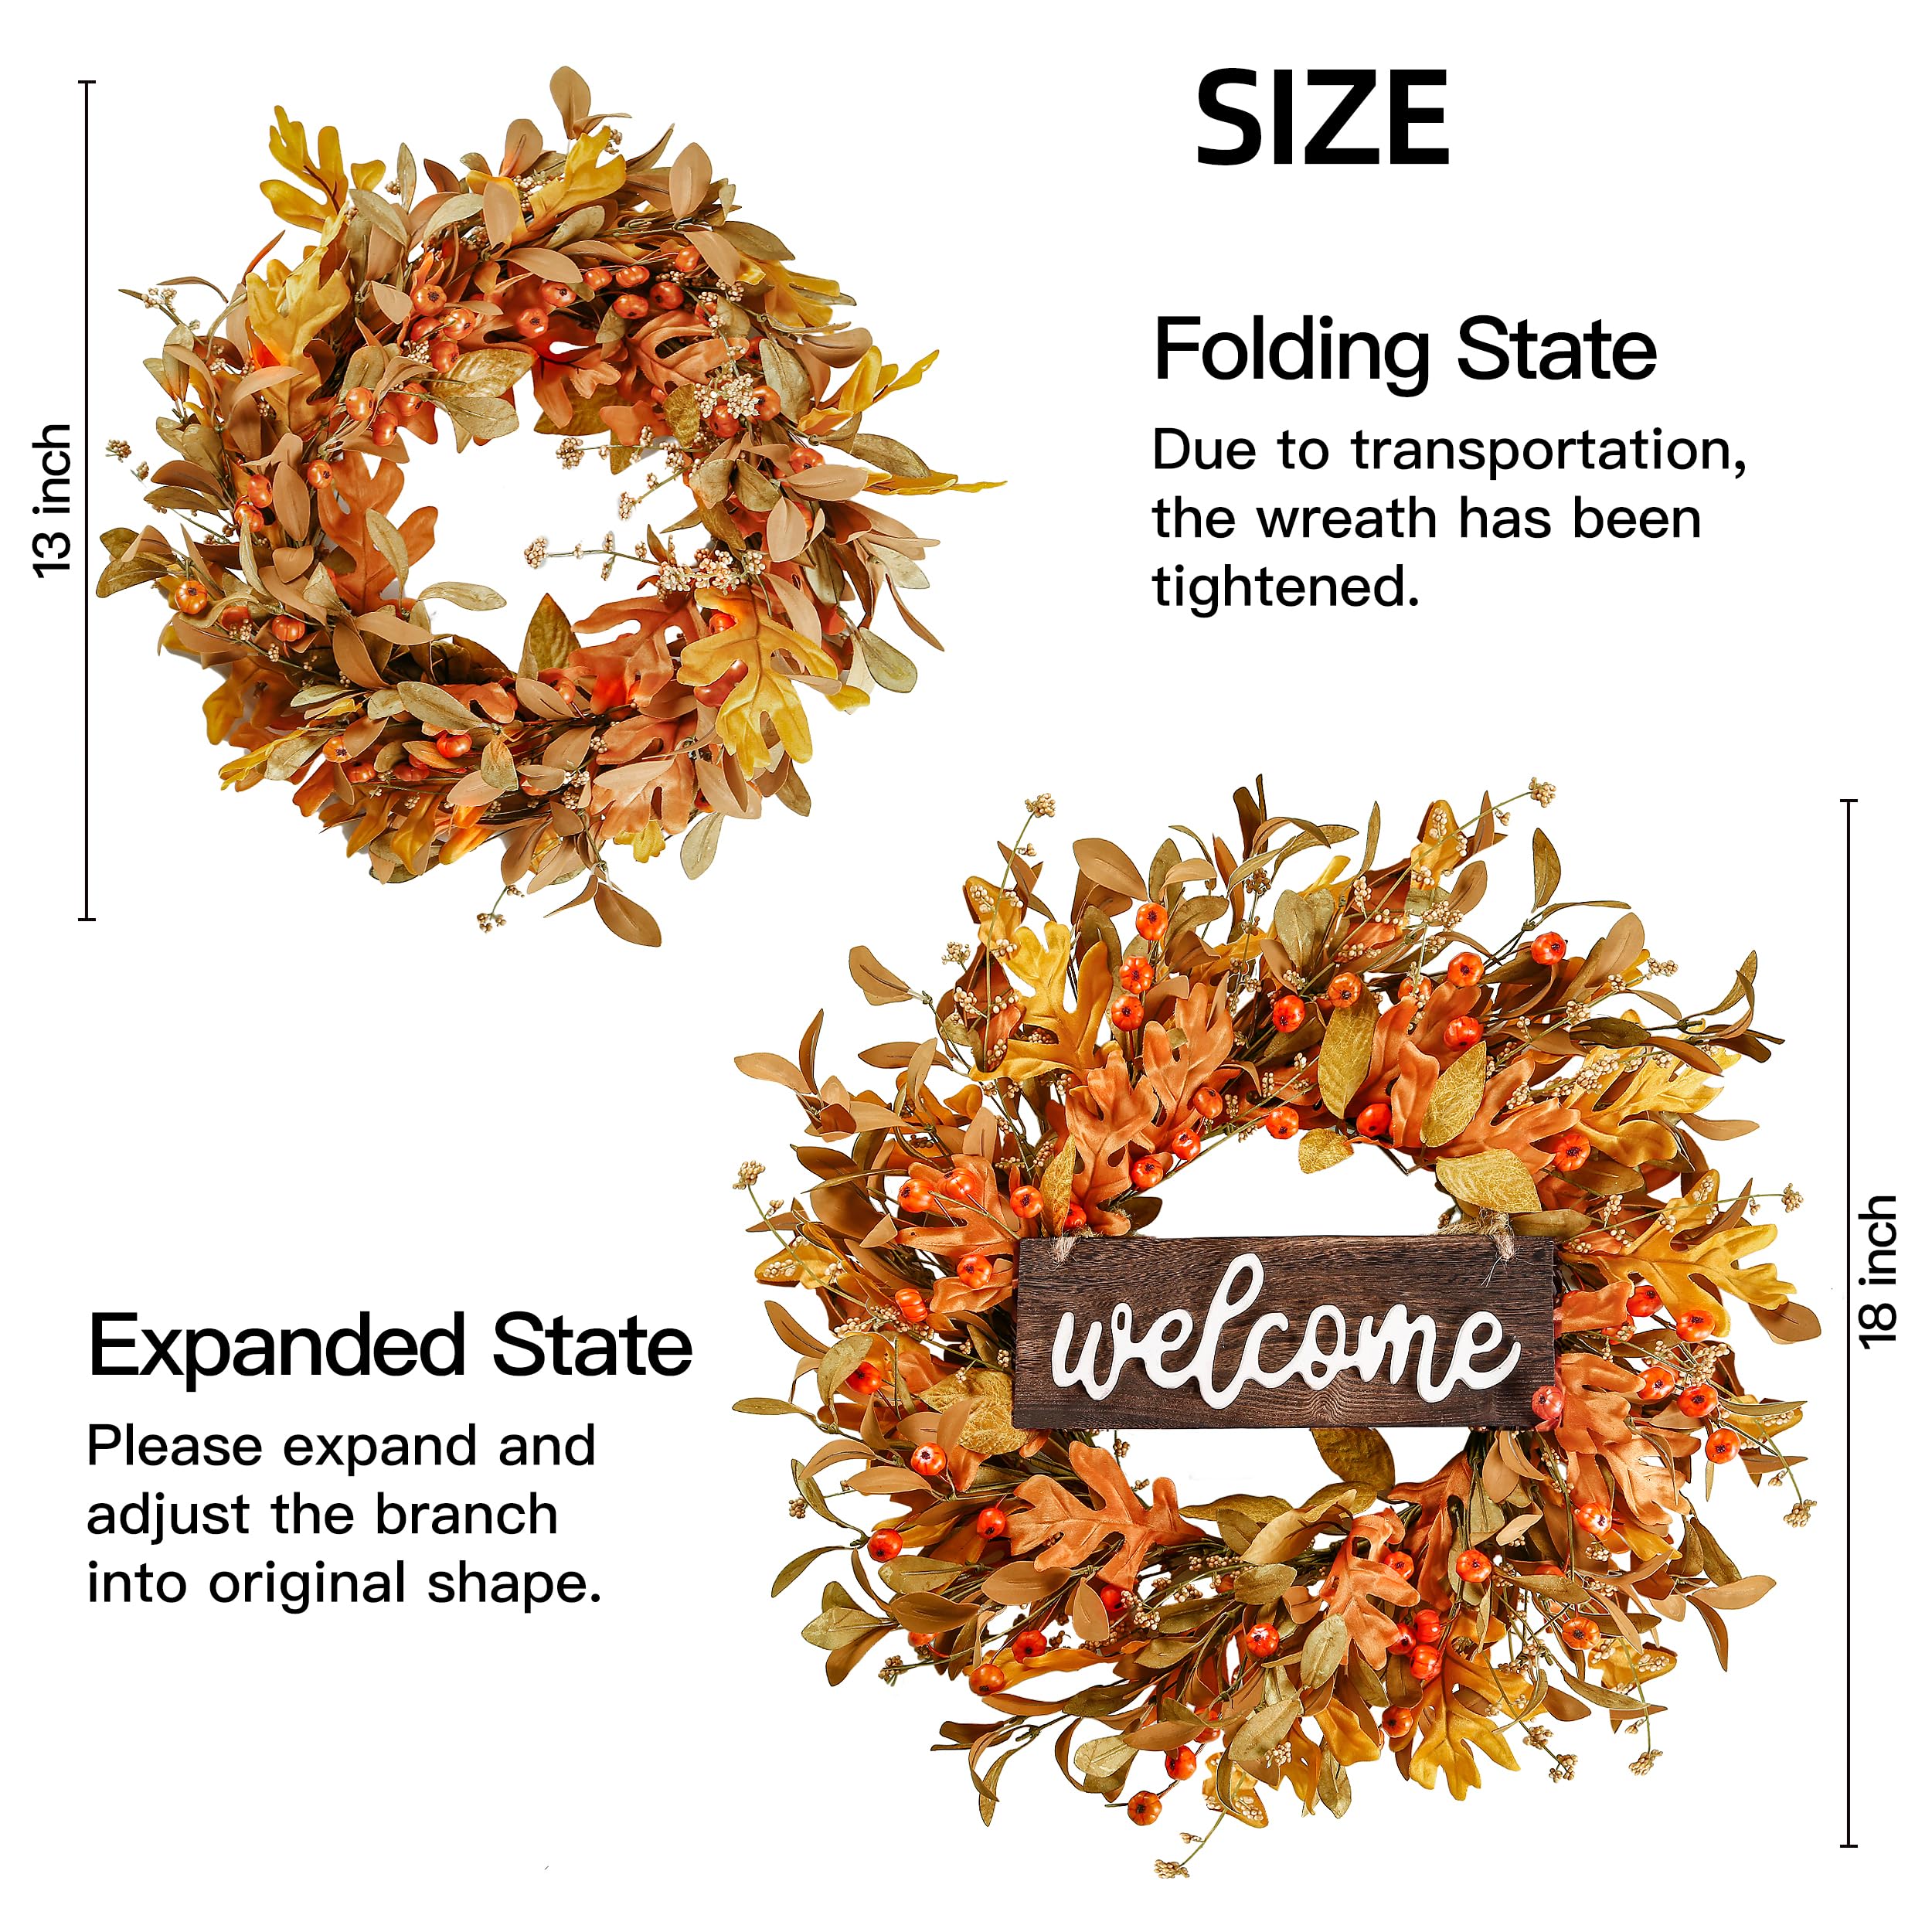 SIZE
13 inch
Folding State
Due to transportation,
the wreath has been
tightened.
welcome
18 inch
Expanded State
Please expand and
adjust the branch
into original shape.